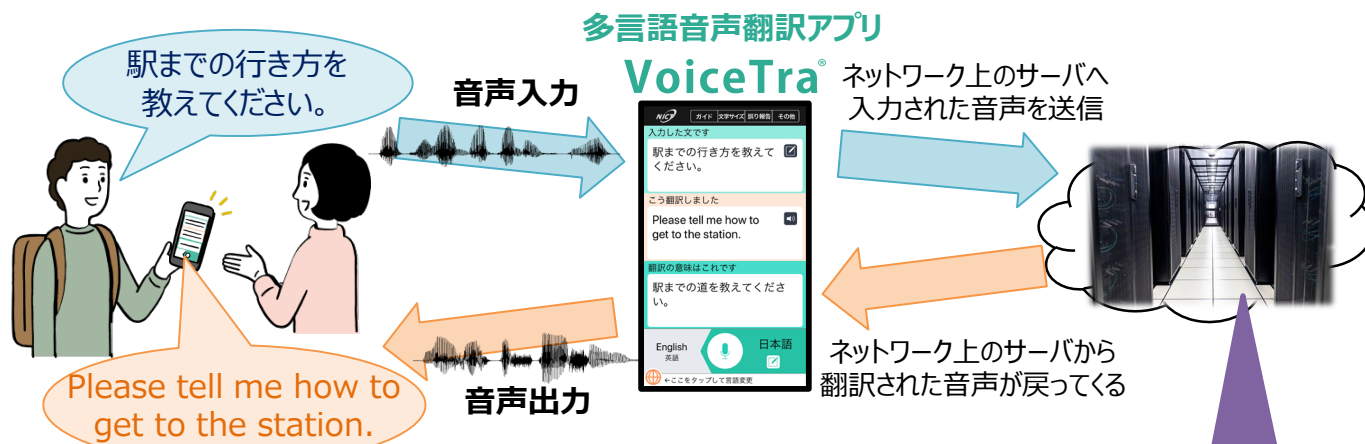 多言語音声翻訳アプリ
VoiceTra®
駅までの行き方を
教えてください。
音声入力
ネットワーク上のサーバへ
入力された音声を送信
NICT
ガイド 文字サイズ 誤り報告 その他
入力した文です
駅までの行き方を教えて
ください。
こう翻訳しました
Please tell me how to
get to the station.
翻訳の意味はこれです
駅までの道を教えてくださ
い。
English
英語
日本語
←ここをタップして言語変更
ネットワーク上のサーバから
翻訳された音声が戻ってくる
音声出力
Please tell me how to
get to the station.